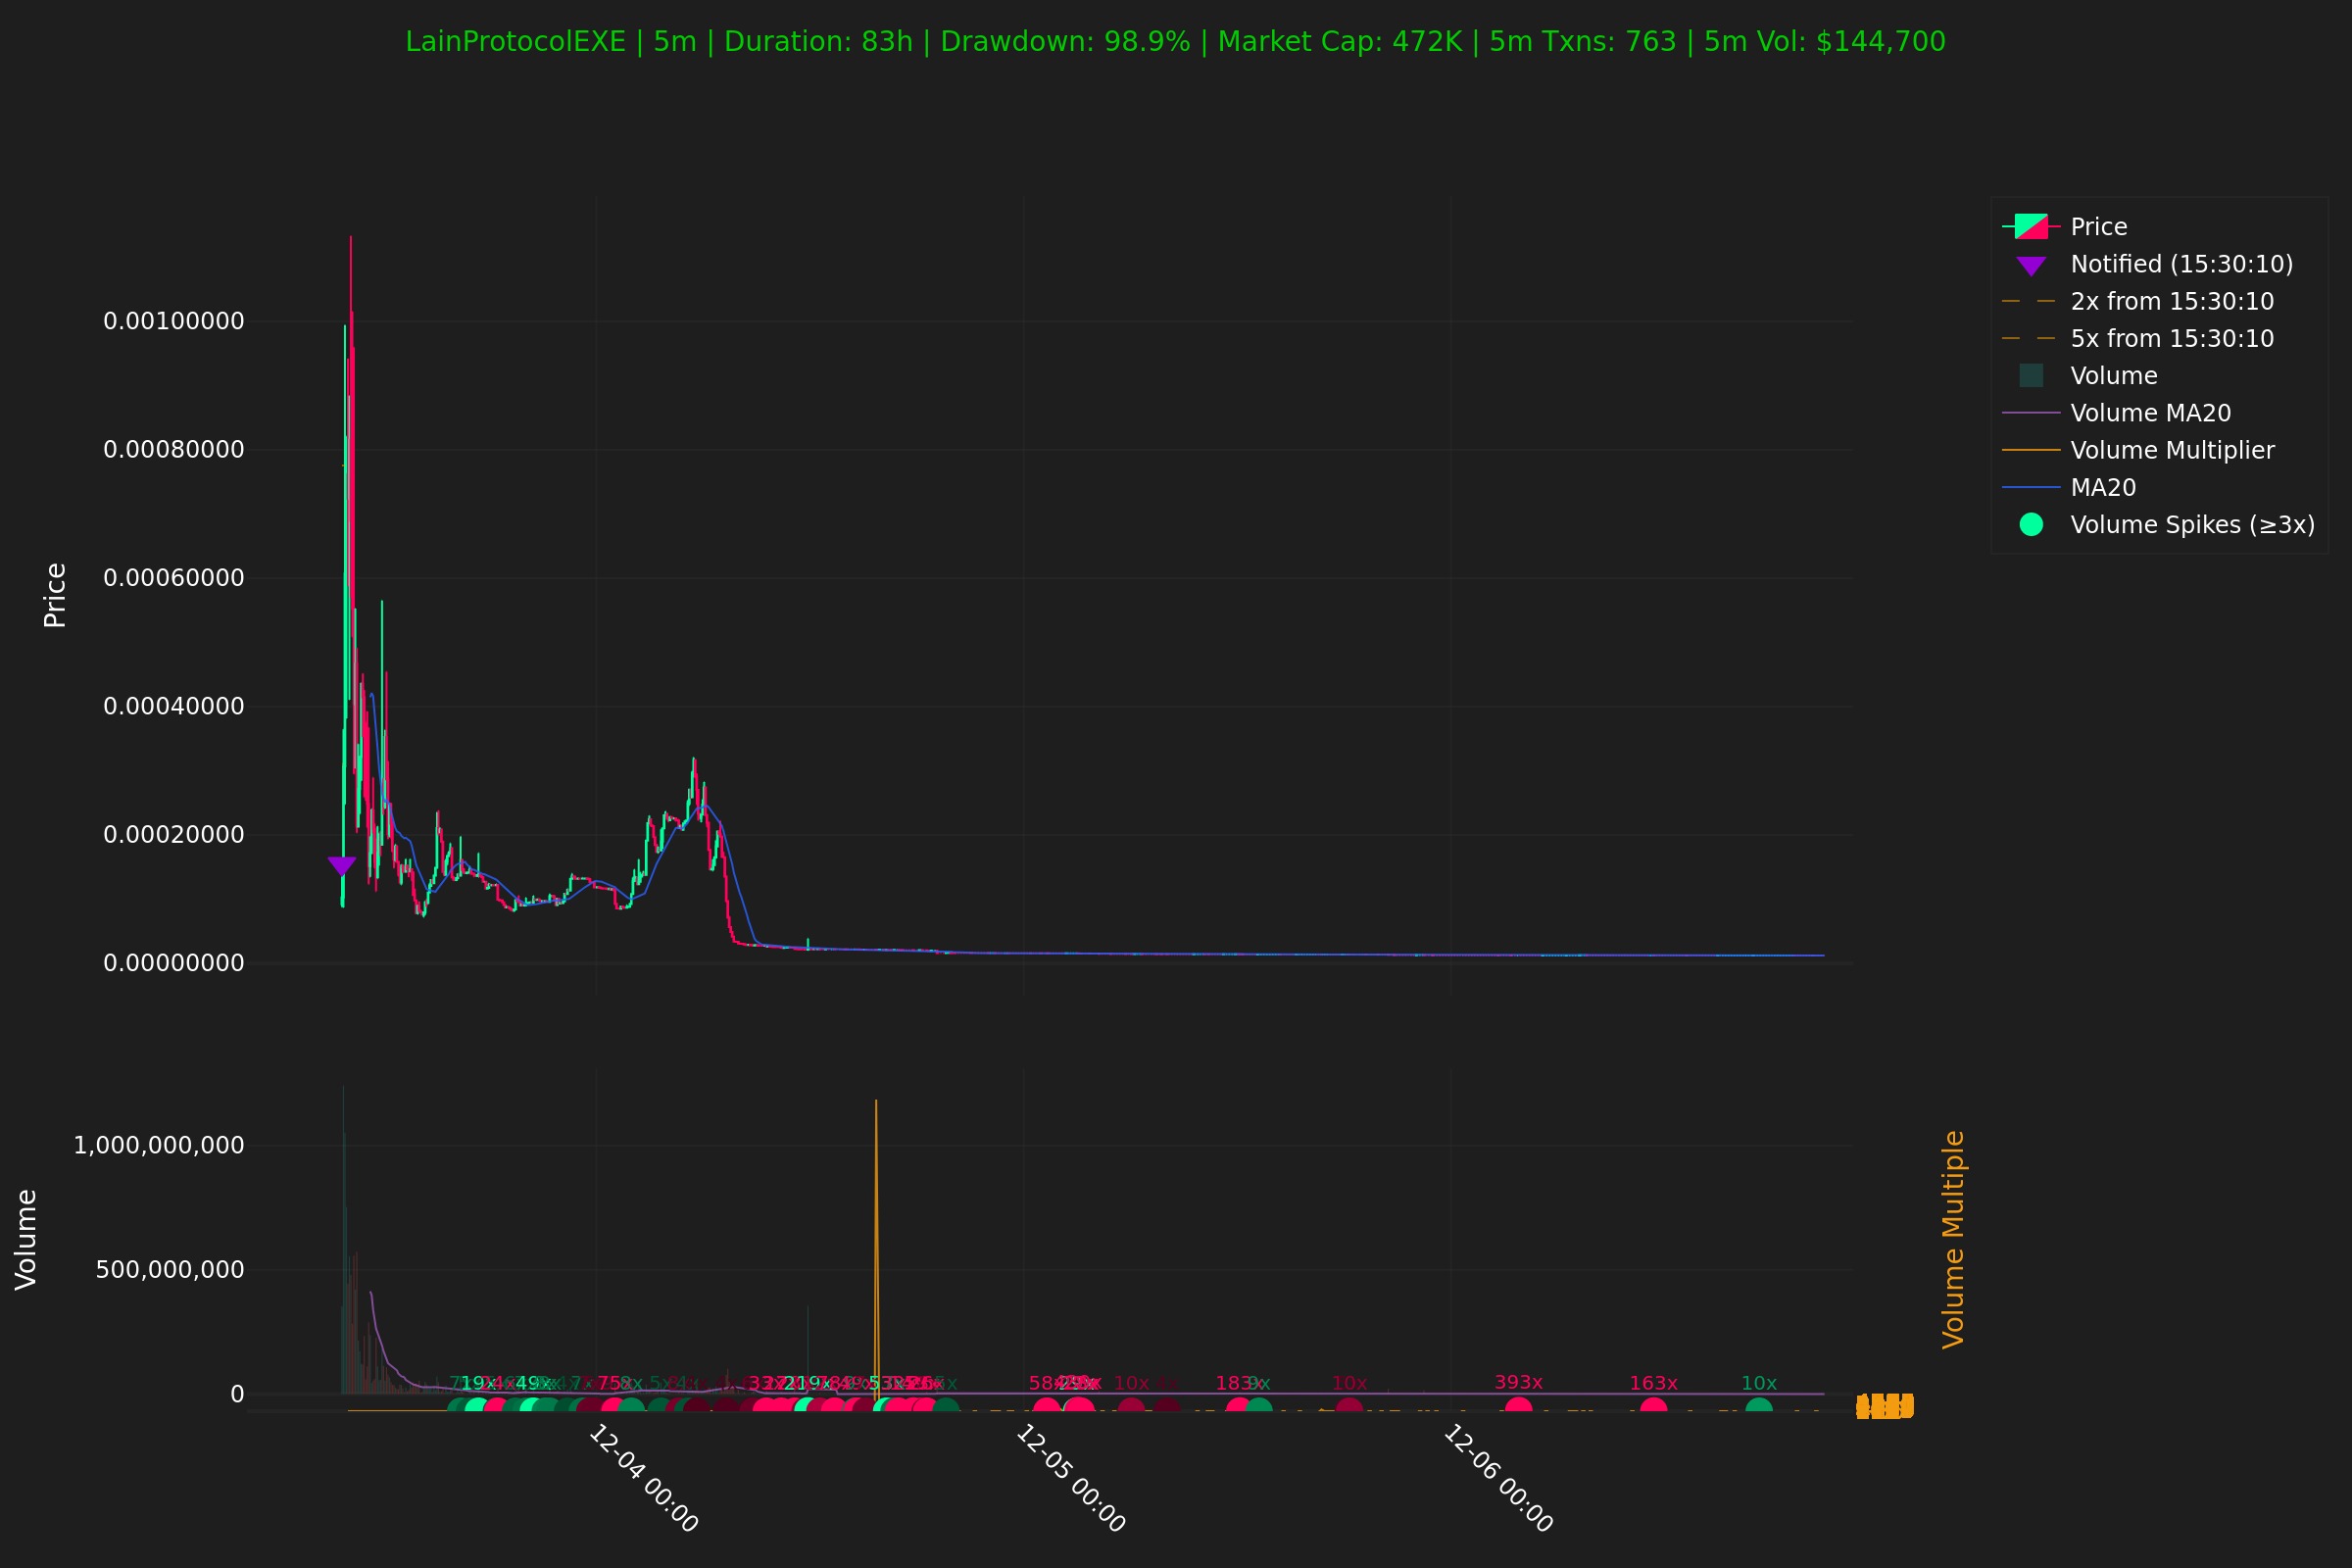 LainProtocolEXE | 5m | Duration: 83h | Drawdown: 98.9% | Market Cap: 472K | 5m Txns: 763 | 5m Vol: $144,700
Price
0.00100000
0.00080000
0.00060000
0.00040000
0.00020000
0.00000000
Price
Notified (15:30:10)
2x from 15:30:10
5x from 15:30:10
Volume
Volume MA20
Volume Multiplier
MA20
Volume Spikes (≥3x)
Volume
1,000,000,000
500,000,000
0
Volume Multiple
19x
49x
75x
8x
219x
10x
183x
9x
10x
393x
163x
10x
12-04 00:00
12-05 00:00
12-06 00:00